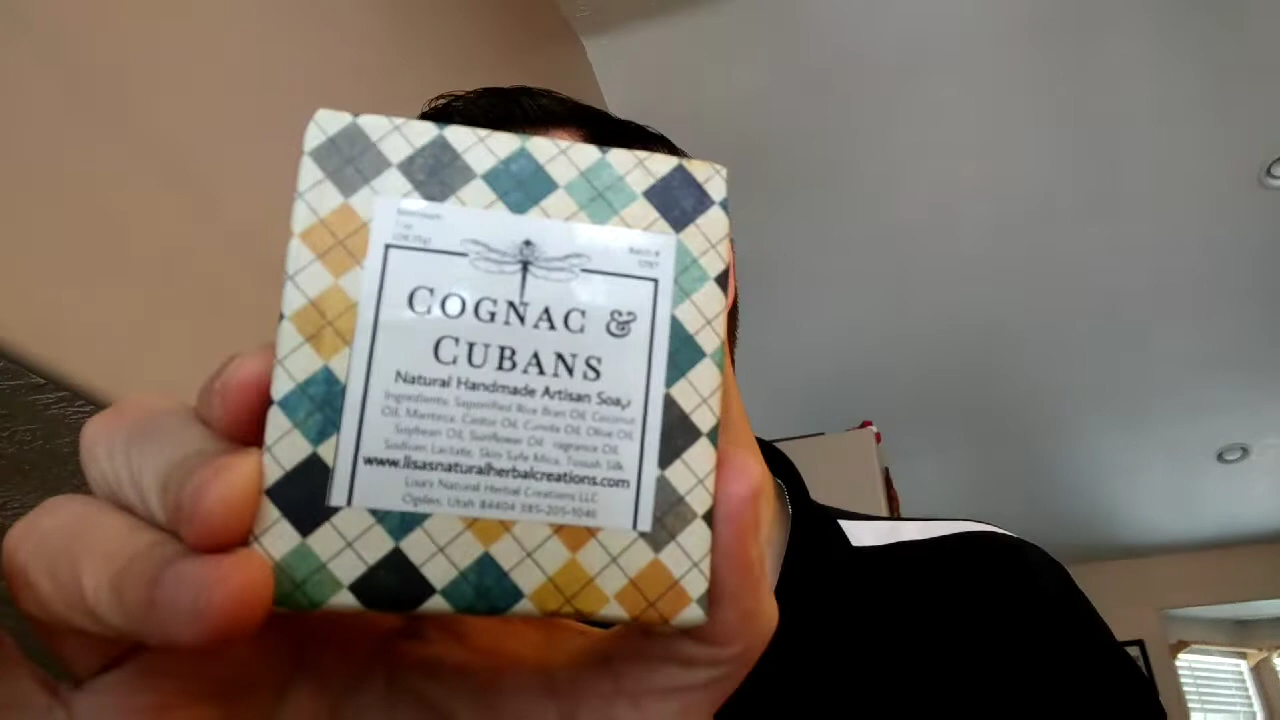 Batch #
COGNAC &
CUBANS
Natural Handmade Artisan Soap
Ingredients: Saponified Rice Bran Oil, Coconut
Oil, Manteca, Castor Oil, Canola Oil, Olive Oil,
Soybean Oil, Sunflower Oil, Fragrance Oil,
Sodium Lactate, Skin Safe Mica, Tussah Silk
www.lisasnaturalherbalcreations.com
Lisa's Natural Herbal Creations LLC
Ogden, Utah 84404 385-205-1046